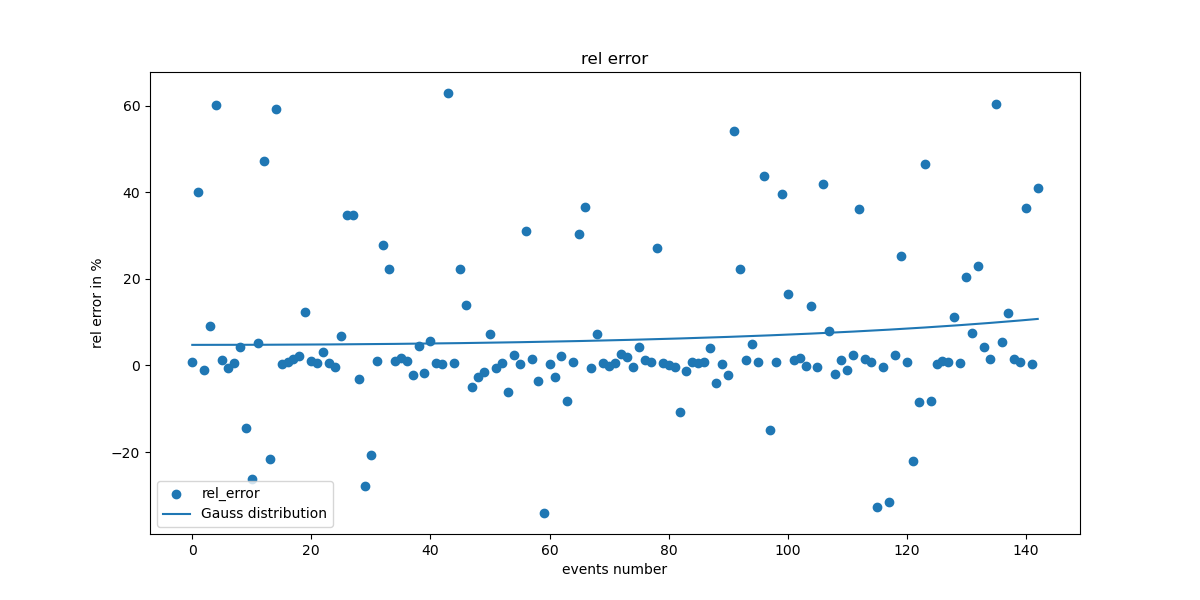 rel error
60
40
20
0
−20
rel error in %
rel_error
Gauss distribution
0 20 40 60 80 100 120 140
events number